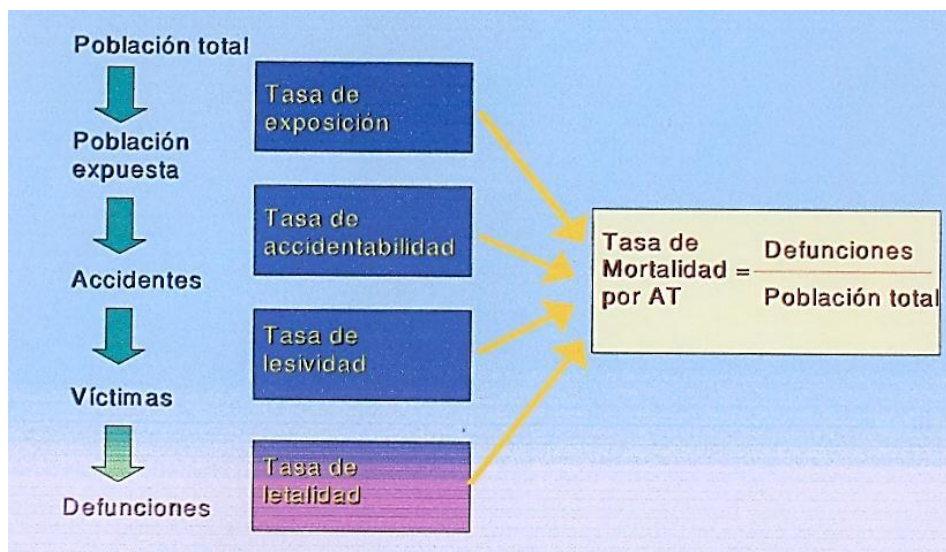 Población total
Población
expuesta
Accidentes
Víctimas
Defunciones
Tasa de
exposición
Tasa de
accidentabilidad
Tasa de
lesividad
Tasa de
letalidad
Tasa de
Mortalidad =
por AT
Defunciones
Población total